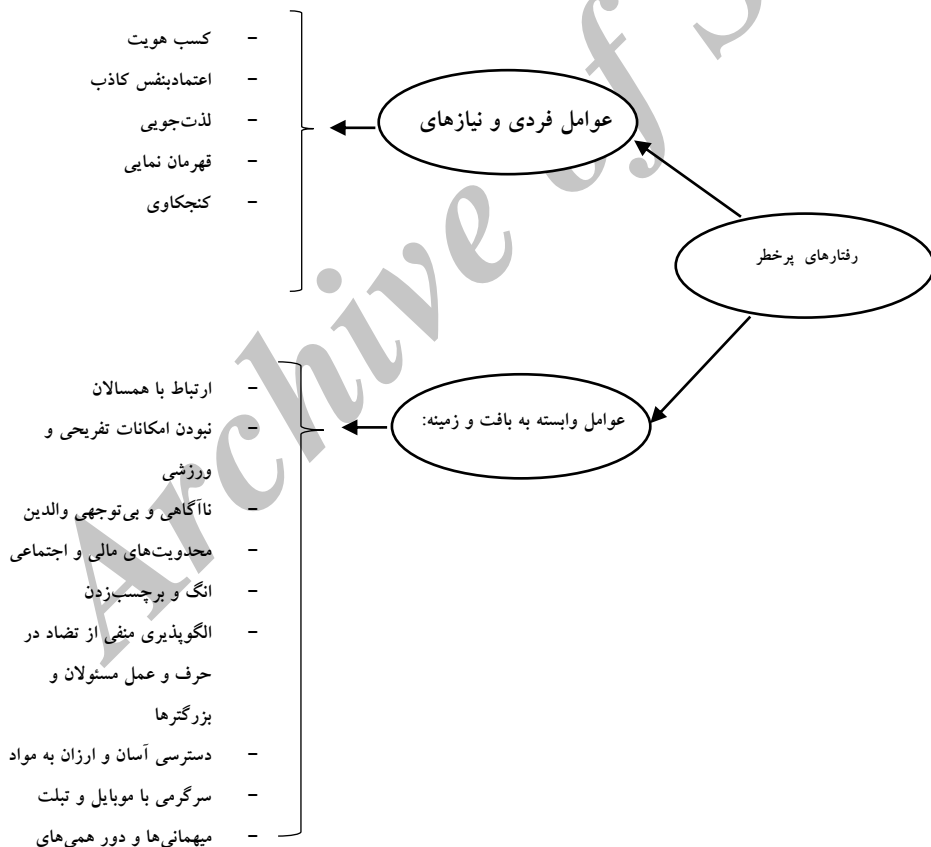 رفتارهای پرخطر
عوامل فردی و نیازهای
- کسب هویت
- اعتمادبنفس کاذب
- لذت‌جویی
- قهرمان نمایی
- کنجکاوی
عوامل وابسته به بافت و زمینه:
- ارتباط با همسالان
- نبودن امکانات تفریحی و
ورزشی
- ناآگاهی و بی‌توجهی والدین
- محدویت‌های مالی و اجتماعی
- انگ و برچسب‌زدن
- الگوپذیری منفی از تضاد در
حرف و عمل مسئولان و
بزرگترها
- دسترسی آسان و ارزان به مواد
- سرگرمی با موبایل و تبلت
- میهمانی‌ها و دور همی‌های
Archive of S